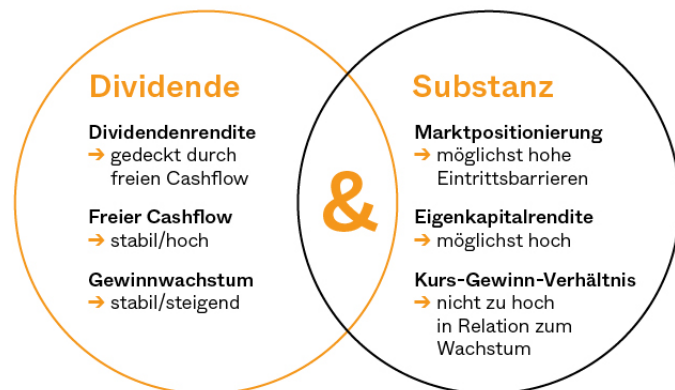 Dividende
Dividendenrendite
➔ gedeckt durch
freien Cashflow
Freier Cashflow
➔ stabil/hoch
Gewinnwachstum
➔ stabil/steigend
&
Substanz
Marktpositionierung
➔ möglichst hohe
Eintrittsbarrieren
Eigenkapitalrendite
➔ möglichst hoch
Kurs-Gewinn-Verhältnis
➔ nicht zu hoch
in Relation zum
Wachstum